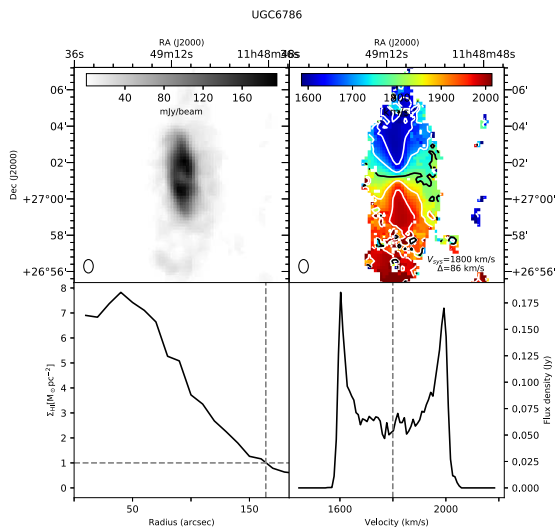 UGC6786
RA (J2000)
RA (J2000)
36s 49m12s 11h48m48s
36s 49m12s 11h48m48s
40 80 120 160
mJy/beam
1600 1700 1800 1900 2000
Dec (J2000)
06'
04'
02'
+27°00'
58'
+26°56'
06'
04'
02'
+27°00'
58'
+26°56'
V_sys=1800 km/s
Δ=86 km/s
8
7
6
5
4
3
2
1
0
Σ_HI[M_⊙pc⁻²]
50 150
Radius (arcsec)
0.175
0.150
0.125
0.100
0.075
0.050
0.025
0.000
Flux density (Jy)
1600 1800 2000
Velocity (km/s)